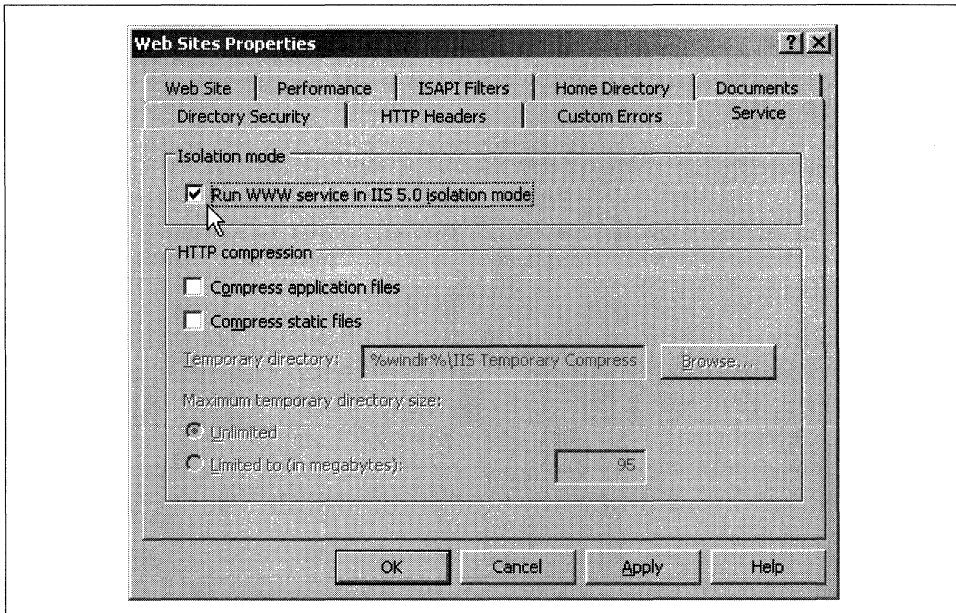 Web Sites Properties
Web Site Performance ISAPI Filters Home Directory Documents
Directory Security HTTP Headers Custom Errors Service
Isolation mode
Run WWW service in IIS 5.0 isolation mode
HTTP compression
Compress application files
Compress static files
Temporary directory: %windir%\IIS Temporary Compress Browse...
Maximum temporary directory size:
Unlimited
Limited to (in megabytes): 95
OK Cancel Apply Help